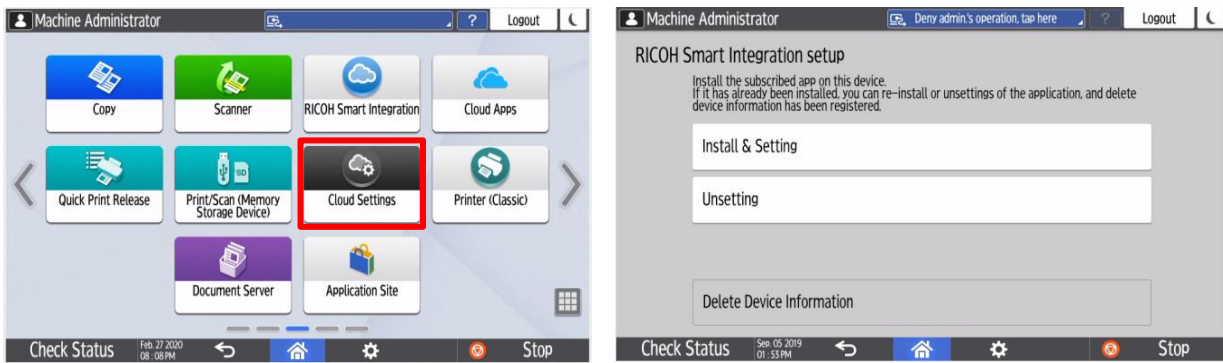 Machine Administrator
?
Logout
Copy
Scanner
RICOH Smart Integration
Cloud Apps
Quick Print Release
Print/Scan (Memory
Storage Device)
SD
Cloud Settings
Printer (Classic)
Document Server
Application Site
Check Status
Feb. 27 2020
08:08PM
Stop
Machine Administrator
Deny admin.'s operation, tap here
?
Logout
RICOH Smart Integration setup
Install the subscribed app on this device.
If it has already been installed, you can re-install or unsettings of the application, and delete
device information has been registered.
Install & Setting
Unsetting
Delete Device Information
Check Status
Sep. 05 2019
01:53PM
Stop